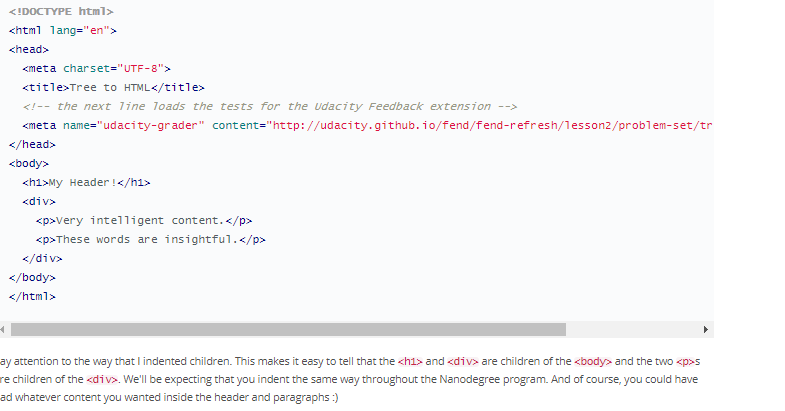 <!DOCTYPE html>
<html lang="en">
<head>
<meta charset="UTF-8">
<title>Tree to HTML</title>
<!-- the next line loads the tests for the Udacity Feedback extension -->
<meta name="udacity-grader" content="http://udacity.github.io/fend/fend-refresh/lesson2/problem-set/tr
</head>
<body>
<h1>My Header!</h1>
<div>
<p>Very intelligent content.</p>
<p>These words are insightful.</p>
</div>
</body>
</html>
ay attention to the way that I indented children. This makes it easy to tell that the <h1> and <div> are children of the <body> and the two <p>s
re children of the <div>. We'll be expecting that you indent the same way throughout the Nanodegree program. And of course, you could have
ad whatever content you wanted inside the header and paragraphs :)